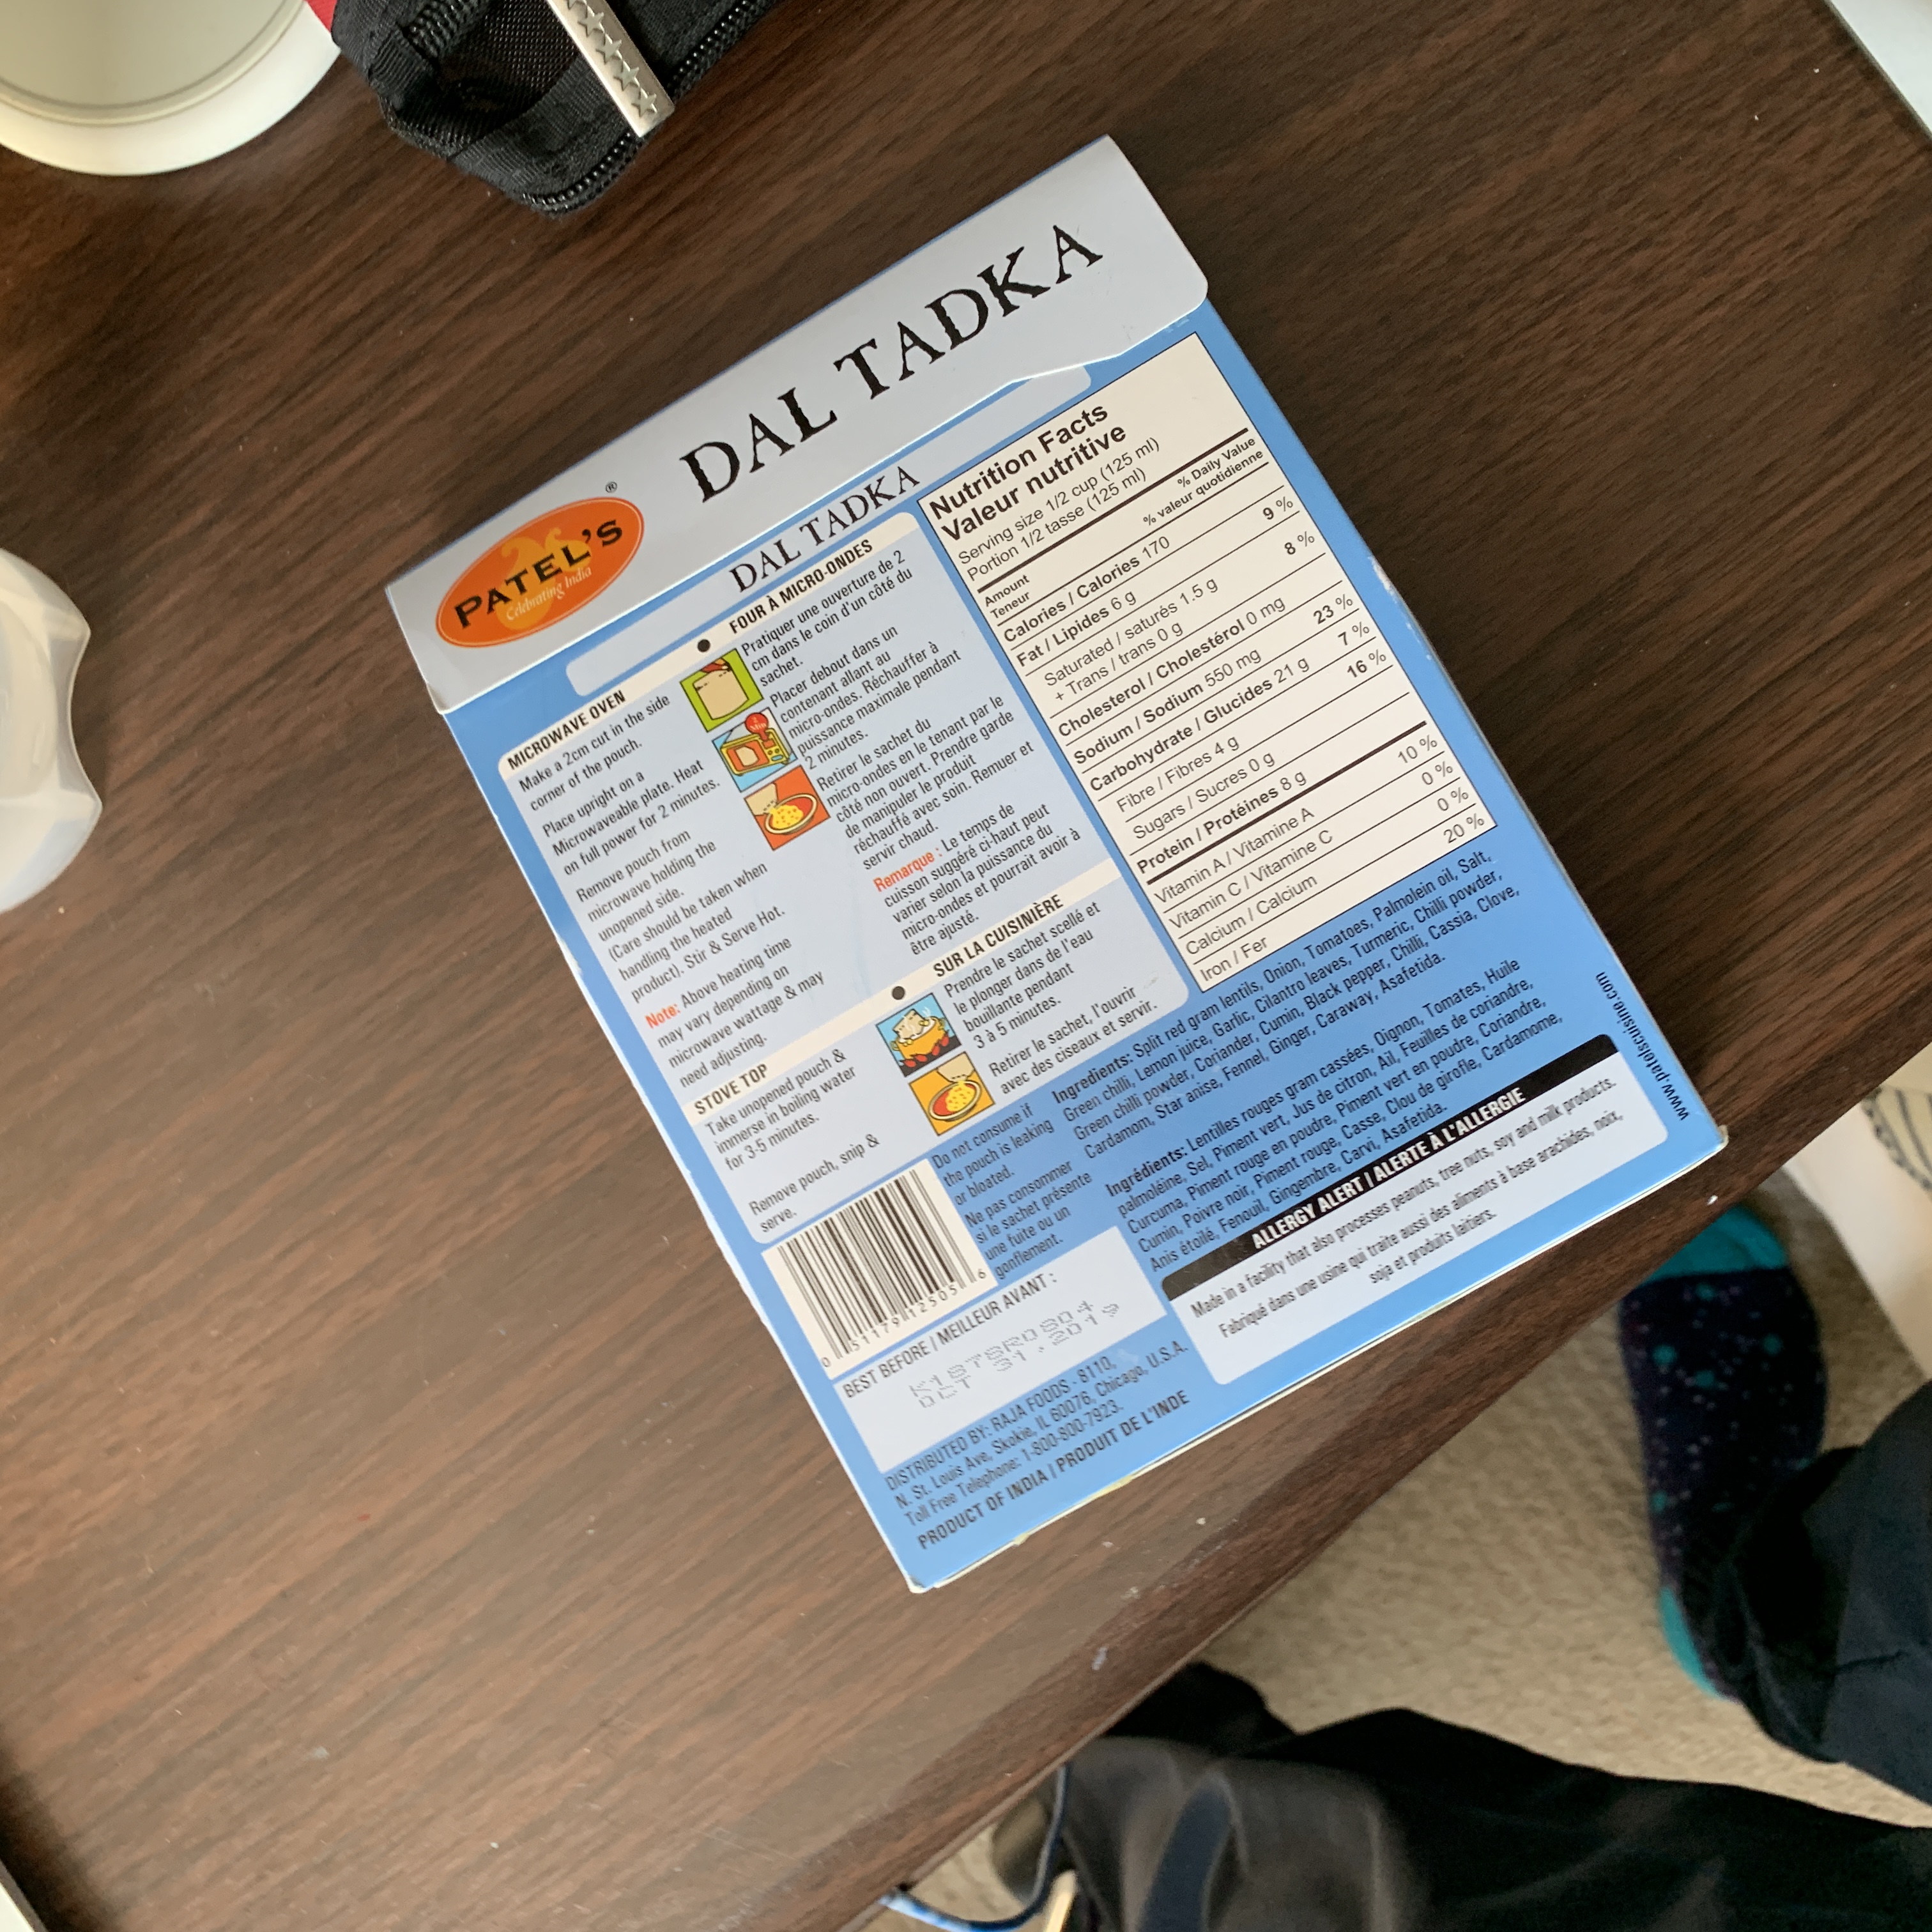 PATEL'S
Celebrating India
®
DAL TADKA
DAL TADKA
MICROWAVE OVEN
Make a 2cm cut in the side
corner of the pouch.
Place upright on a
Microwaveable plate. Heat
on full power for 2 minutes.
Remove pouch from
microwave holding the
unopened side.
(Care should be taken when
handling the heated
product). Stir & Serve Hot.
Note: Above heating time
may vary depending on
microwave wattage & may
need adjusting.
FOUR À MICRO-ONDES
Pratiquer une ouverture de 2
cm dans le coin d'un côté du
sachet.
Placer debout dans un
contenant allant au
micro-ondes. Réchauffer à
puissance maximale pendant
2 minutes.
Retirer le sachet du
micro-ondes en le tenant par le
côté non ouvert. Prendre garde
de manipuler le produit
réchauffé avec soin. Remuer et
servir chaud.
Remarque : Le temps de
cuisson suggéré ci-haut peut
varier selon la puissance du
micro-ondes et pourrait avoir à
être ajusté.
STOVE TOP
Take unopened pouch &
immerse in boiling water
for 3-5 minutes.
Remove pouch, snip &
serve.
SUR LA CUISINIÈRE
Prendre le sachet scellé et
le plonger dans de l'eau
bouillante pendant
3 à 5 minutes.
Retirer le sachet, l'ouvrir
avec des ciseaux et servir.
Nutrition Facts
Valeur nutritive
Serving size 1/2 cup (125 ml)
Portion 1/2 tasse (125 ml)
Amount % Daily Value
Teneur % valeur quotidienne
Calories / Calories 170
Fat / Lipides 6 g 9 %
Saturated / saturés 1.5 g
+ Trans / trans 0 g 8 %
Cholesterol / Cholestérol 0 mg
Sodium / Sodium 550 mg 23 %
Carbohydrate / Glucides 21 g 7 %
Fibre / Fibres 4 g 16 %
Sugars / Sucres 0 g
Protein / Protéines 8 g
Vitamin A / Vitamine A 10 %
Vitamin C / Vitamine C 0 %
Calcium / Calcium 0 %
Iron / Fer 20 %
0 51179 12505 6
Do not consume if
the pouch is leaking
or bloated.
Ne pas consommer
si le sachet présente
une fuite ou un
gonflement.
Ingredients: Split red gram lentils, Onion, Tomatoes, Palmolein oil, Salt,
Green chilli, Lemon juice, Garlic, Cilantro leaves, Turmeric, Chilli powder,
Green chilli powder, Coriander, Cumin, Black pepper, Chilli, Cassia, Clove,
Cardamom, Star anise, Fennel, Ginger, Caraway, Asafetida.
Ingrédients: Lentilles rouges gram cassées, Oignon, Tomates, Huile
palmoléine, Sel, Piment vert, Jus de citron, Ail, Feuilles de coriandre,
Curcuma, Piment rouge en poudre, Piment vert en poudre, Coriandre,
Cumin, Poivre noir, Piment rouge, Casse, Clou de girofle, Cardamome,
Anis étoilé, Fenouil, Gingembre, Carvi, Asafetida.
BEST BEFORE / MEILLEUR AVANT :
K187BR0804
OCT 31, 2019
DISTRIBUTED BY: RAJA FOODS. 8110,
N. St. Louis Ave, Skokie, IL 60076, Chicago, U.S.A.
Toll Free Telephone: 1-800-800-7923.
PRODUCT OF INDIA / PRODUIT DE L'INDE
ALLERGY ALERT / ALERTE À L'ALLERGIE
Made in a facility that also processes peanuts, tree nuts, soy and milk products.
Fabriqué dans une usine qui traite aussi des aliments à base arachides, noix,
soja et produits laitiers.
www.patelscuisine.com